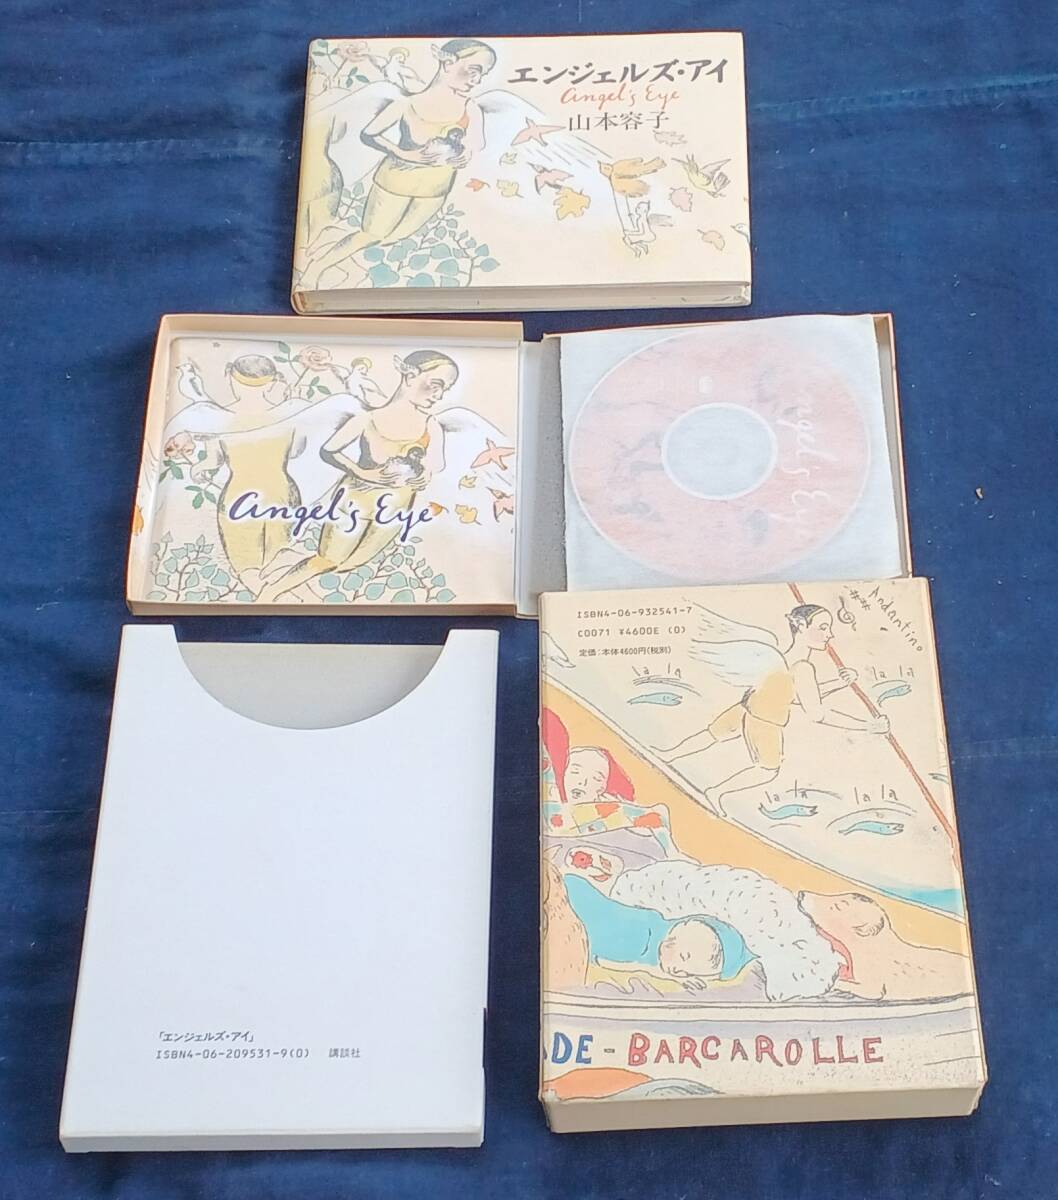 エンジェルズ・アイ
angel's Eye
山本容子
angel's Eye
angel's Eye
ISBN4-06-932541-7
C0071 ¥4600E (0)
定価:本体4600円(税別)
Andantino
la la
la la
la la
la la
DE - BARCAROLLE
「エンジェルズ・アイ」
ISBN4-06-209531-9(0) 講談社